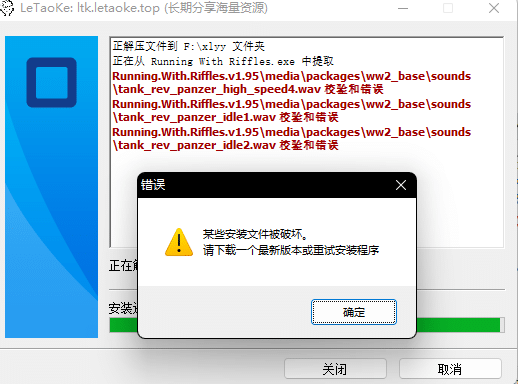 LeTaoKe: ltk.letaoke.top (长期分享海量资源)
正解压文件到 F:\xlyy 文件夹
正在从 Running With Riffles.exe 中提取
Running.With.Riffles.v1.95\media\packages\ww2_base\sounds
\tank_rev_panzer_high_speed4.wav 校验和错误
Running.With.Riffles.v1.95\media\packages\ww2_base\sounds
\tank_rev_panzer_idle1.wav 校验和错误
Running.With.Riffles.v1.95\media\packages\ww2_base\sounds
\tank_rev_panzer_idle2.wav 校验和错误
错误
某些安装文件被破坏。
请下载一个最新版本或重试安装程序
确定
正在解
安装进
关闭
取消